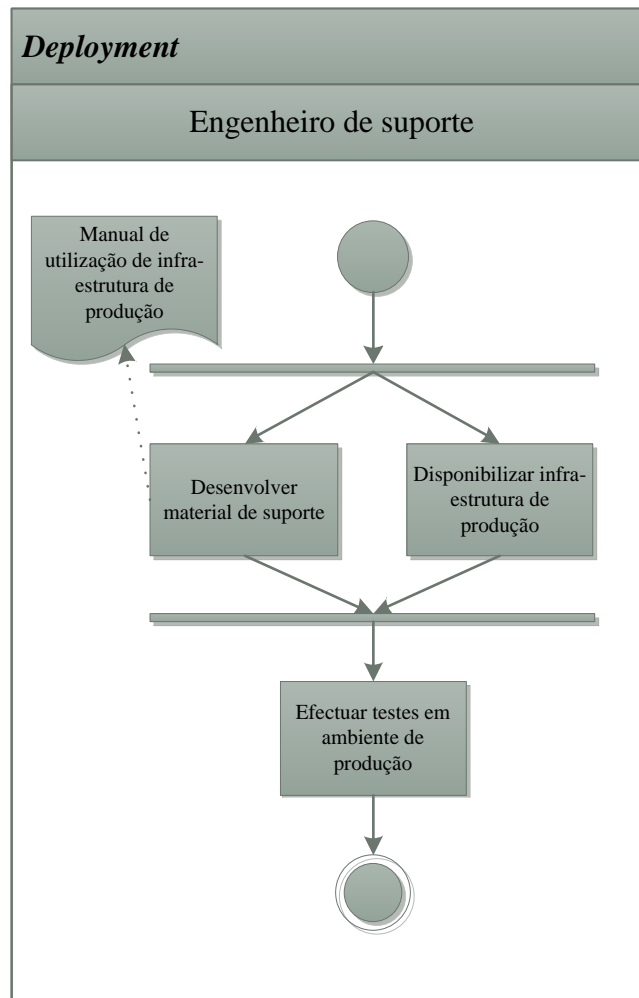 Deployment
Engenheiro de suporte
Manual de
utilização de infra-
estrutura de
produção
Desenvolver
material de suporte
Disponibilizar infra-
estrutura de
produção
Efectuar testes em
ambiente de
produção